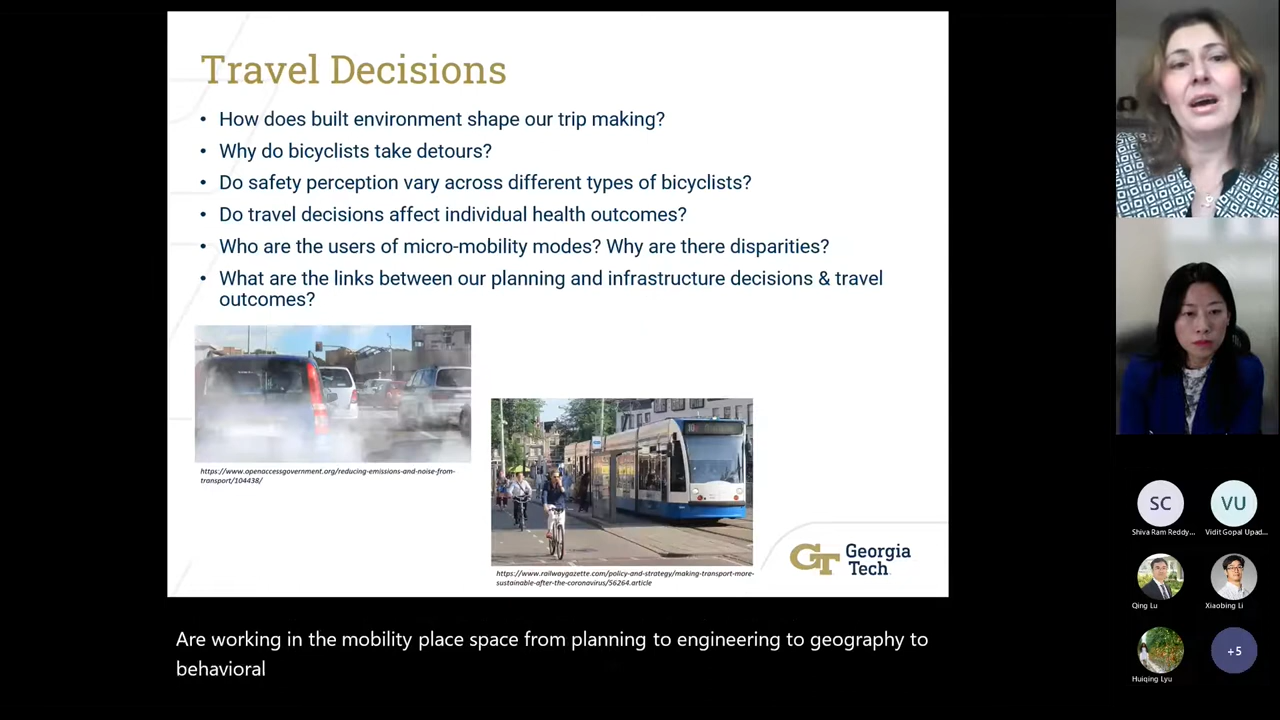 Travel Decisions
• How does built environment shape our trip making?
• Why do bicyclists take detours?
• Do safety perception vary across different types of bicyclists?
• Do travel decisions affect individual health outcomes?
• Who are the users of micro-mobility modes? Why are there disparities?
• What are the links between our planning and infrastructure decisions & travel
outcomes?
https://www.openaccessgovernment.org/reducing-emissions-and-noise-from-
transport/104438/
https://www.railwaygazette.com/policy-and-strategy/making-transport-more-
sustainable-after-the-coronavirus/56264.article
GT Georgia
Tech
SC
VU
Shiva Ram Reddy...
Vidit Gopal Upad...
Qing Lu
Xiaobing Li
Huiqing Lyu
+5
Are working in the mobility place space from planning to engineering to geography to
behavioral